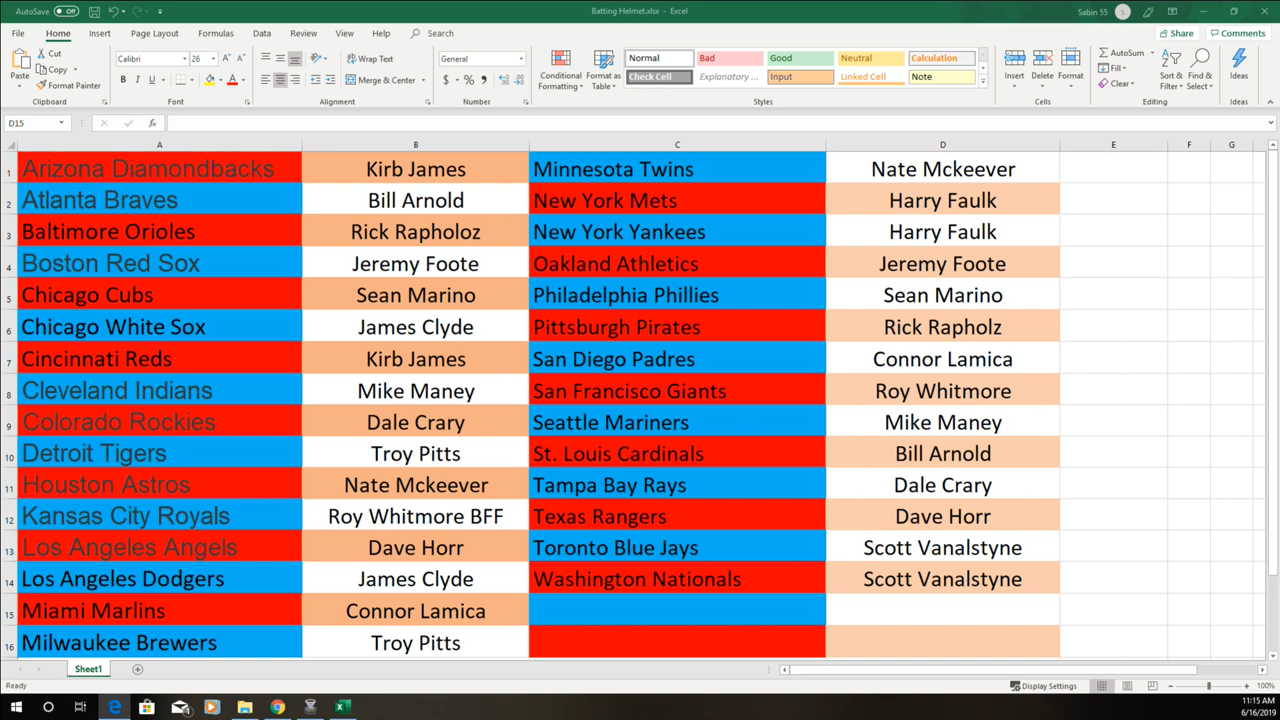 AutoSave Off
Batting Helmet.xlsx - Excel
Sabin 55 S
File Home Insert Page Layout Formulas Data Review View Help Search
Share Comments
Paste
Cut
Copy
Format Painter
Clipboard
Calibri 26 A A
B I U A
Font
Wrap Text
Merge & Center
Alignment
General
$ % ,
Number
Conditional Formatting
Format as Table
Normal Bad Good Neutral Calculation
Check Cell Explanatory ... Input Linked Cell Note
Styles
Insert Delete Format
Cells
AutoSum
Fill
Clear
Sort & Filter
Find & Select
Editing
Ideas
Ideas
D15 fx
A B C D E F G
1 Arizona Diamondbacks Kirb James Minnesota Twins Nate Mckeever
2 Atlanta Braves Bill Arnold New York Mets Harry Faulk
3 Baltimore Orioles Rick Rapholoz New York Yankees Harry Faulk
4 Boston Red Sox Jeremy Foote Oakland Athletics Jeremy Foote
5 Chicago Cubs Sean Marino Philadelphia Phillies Sean Marino
6 Chicago White Sox James Clyde Pittsburgh Pirates Rick Rapholz
7 Cincinnati Reds Kirb James San Diego Padres Connor Lamica
8 Cleveland Indians Mike Maney San Francisco Giants Roy Whitmore
9 Colorado Rockies Dale Crary Seattle Mariners Mike Maney
10 Detroit Tigers Troy Pitts St. Louis Cardinals Bill Arnold
11 Houston Astros Nate Mckeever Tampa Bay Rays Dale Crary
12 Kansas City Royals Roy Whitmore BFF Texas Rangers Dave Horr
13 Los Angeles Angels Dave Horr Toronto Blue Jays Scott Vanalstyne
14 Los Angeles Dodgers James Clyde Washington Nationals Scott Vanalstyne
15 Miami Marlins Connor Lamica
16 Milwaukee Brewers Troy Pitts
Sheet1
Ready
Display Settings
100%
11:15 AM
6/16/2019